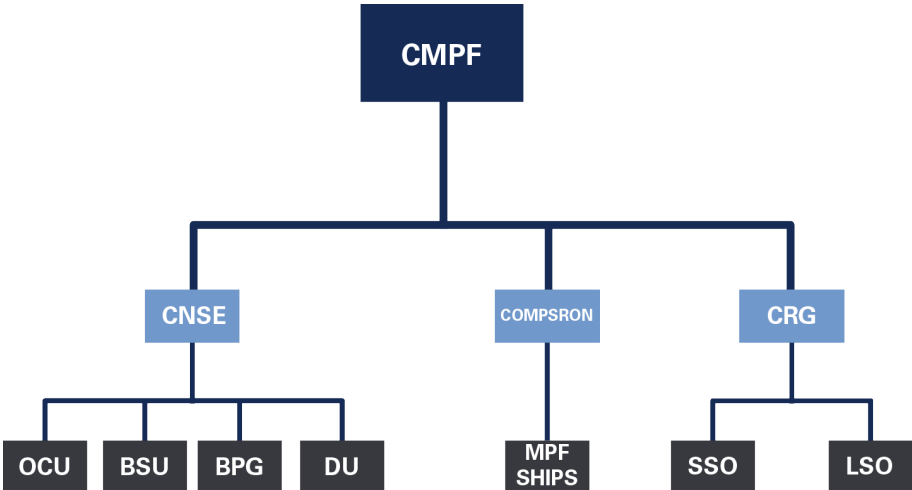 CMPF
CNSE
COMPSRON
CRG
OCU
BSU
BPG
DU
MPF
SHIPS
SSO
LSO